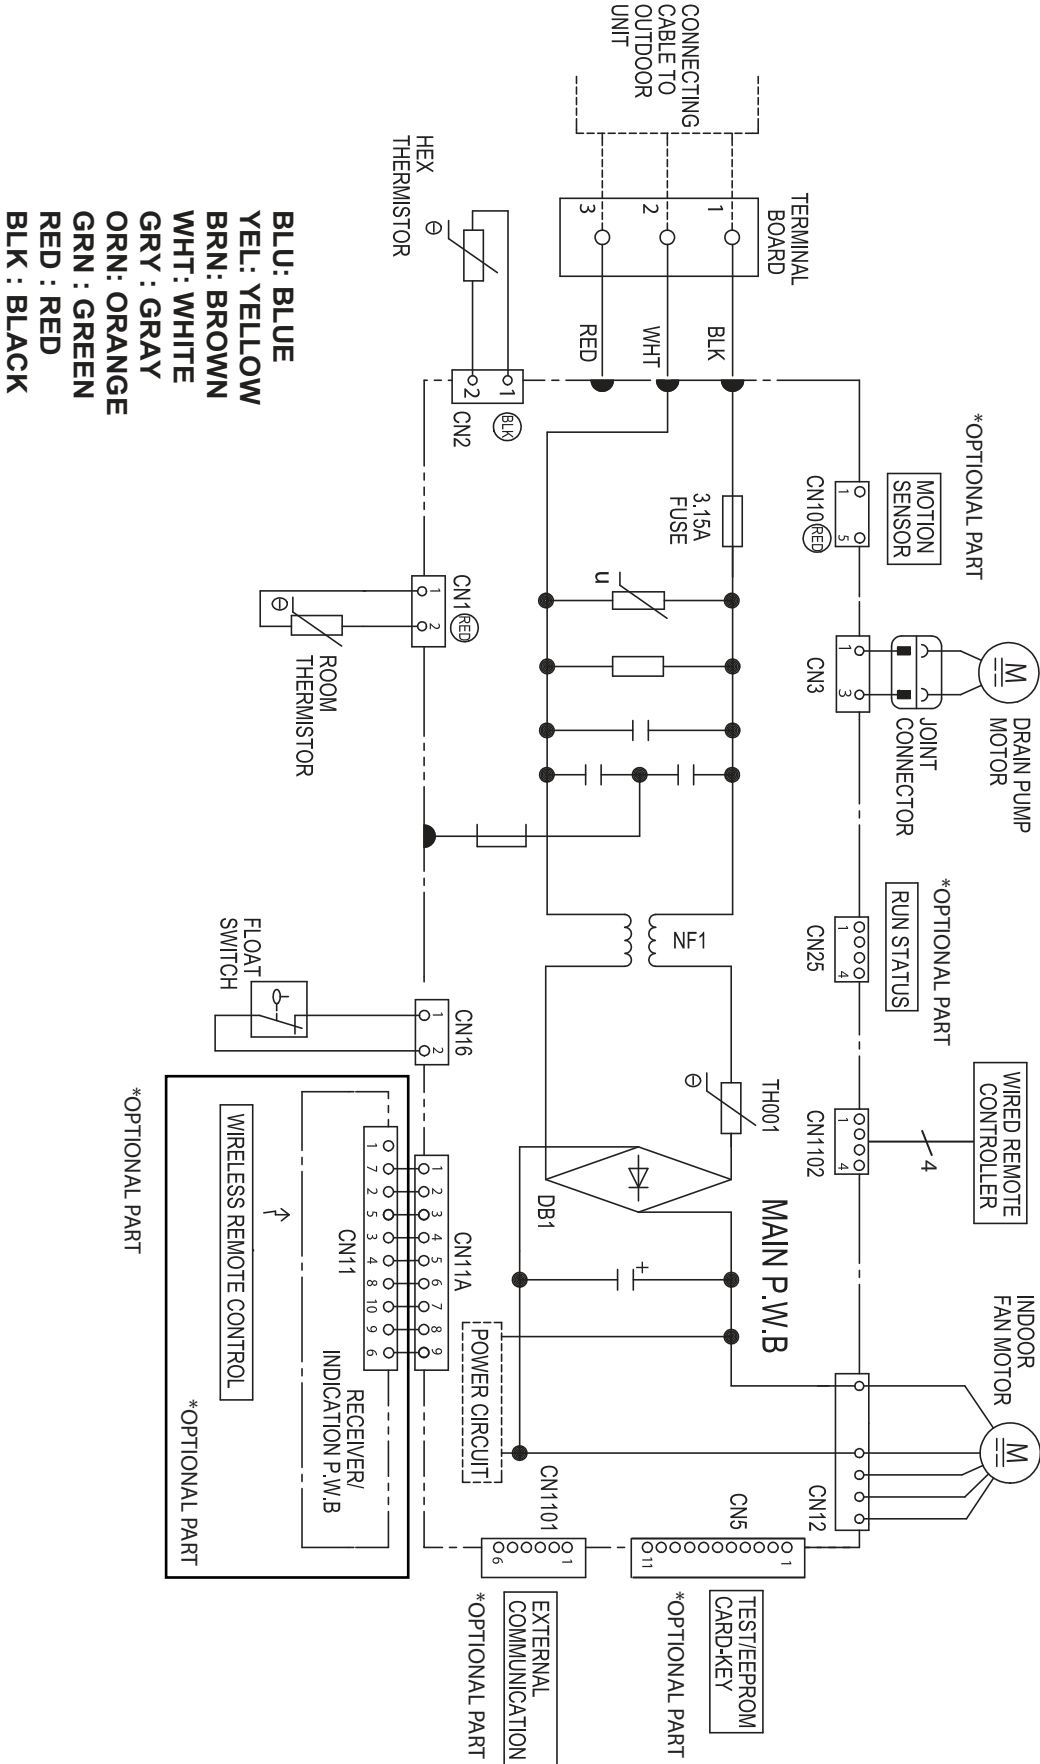 CONNECTING
CABLE TO
OUTDOOR
UNIT
TERMINAL
BOARD
1
2
3
BLK
WHT
RED
HEX
THERMISTOR
Θ
1
2
BLK
CN2
*OPTIONAL PART
MOTION
SENSOR
1
5
CN10 RED
3.15A
FUSE
u
CN1 RED
1
2
Θ
ROOM
THERMISTOR
M
DRAIN PUMP
MOTOR
JOINT
CONNECTOR
1
3
CN3
*OPTIONAL PART
RUN STATUS
1
4
CN25
NF1
FLOAT
SWITCH
CN16
1
2
WIRED REMOTE
CONTROLLER
4
1
4
CN1102
TH001
Θ
DB1
MAIN P.W.B
+
POWER CIRCUIT
INDOOR
FAN MOTOR
M
CN12
CN5
1
11
TEST/EEPROM
CARD-KEY
*OPTIONAL PART
CN1101
1
6
EXTERNAL
COMMUNICATION
*OPTIONAL PART
CN11A
1 2 3 4 5 6 7 8 9
1 7 2 5 3 4 8 10 9 6
CN11
RECEIVER/
INDICATION P.W.B
WIRELESS REMOTE CONTROL
*OPTIONAL PART
*OPTIONAL PART
BLU: BLUE
YEL: YELLOW
BRN: BROWN
WHT: WHITE
GRY : GRAY
ORN: ORANGE
GRN : GREEN
RED : RED
BLK : BLACK